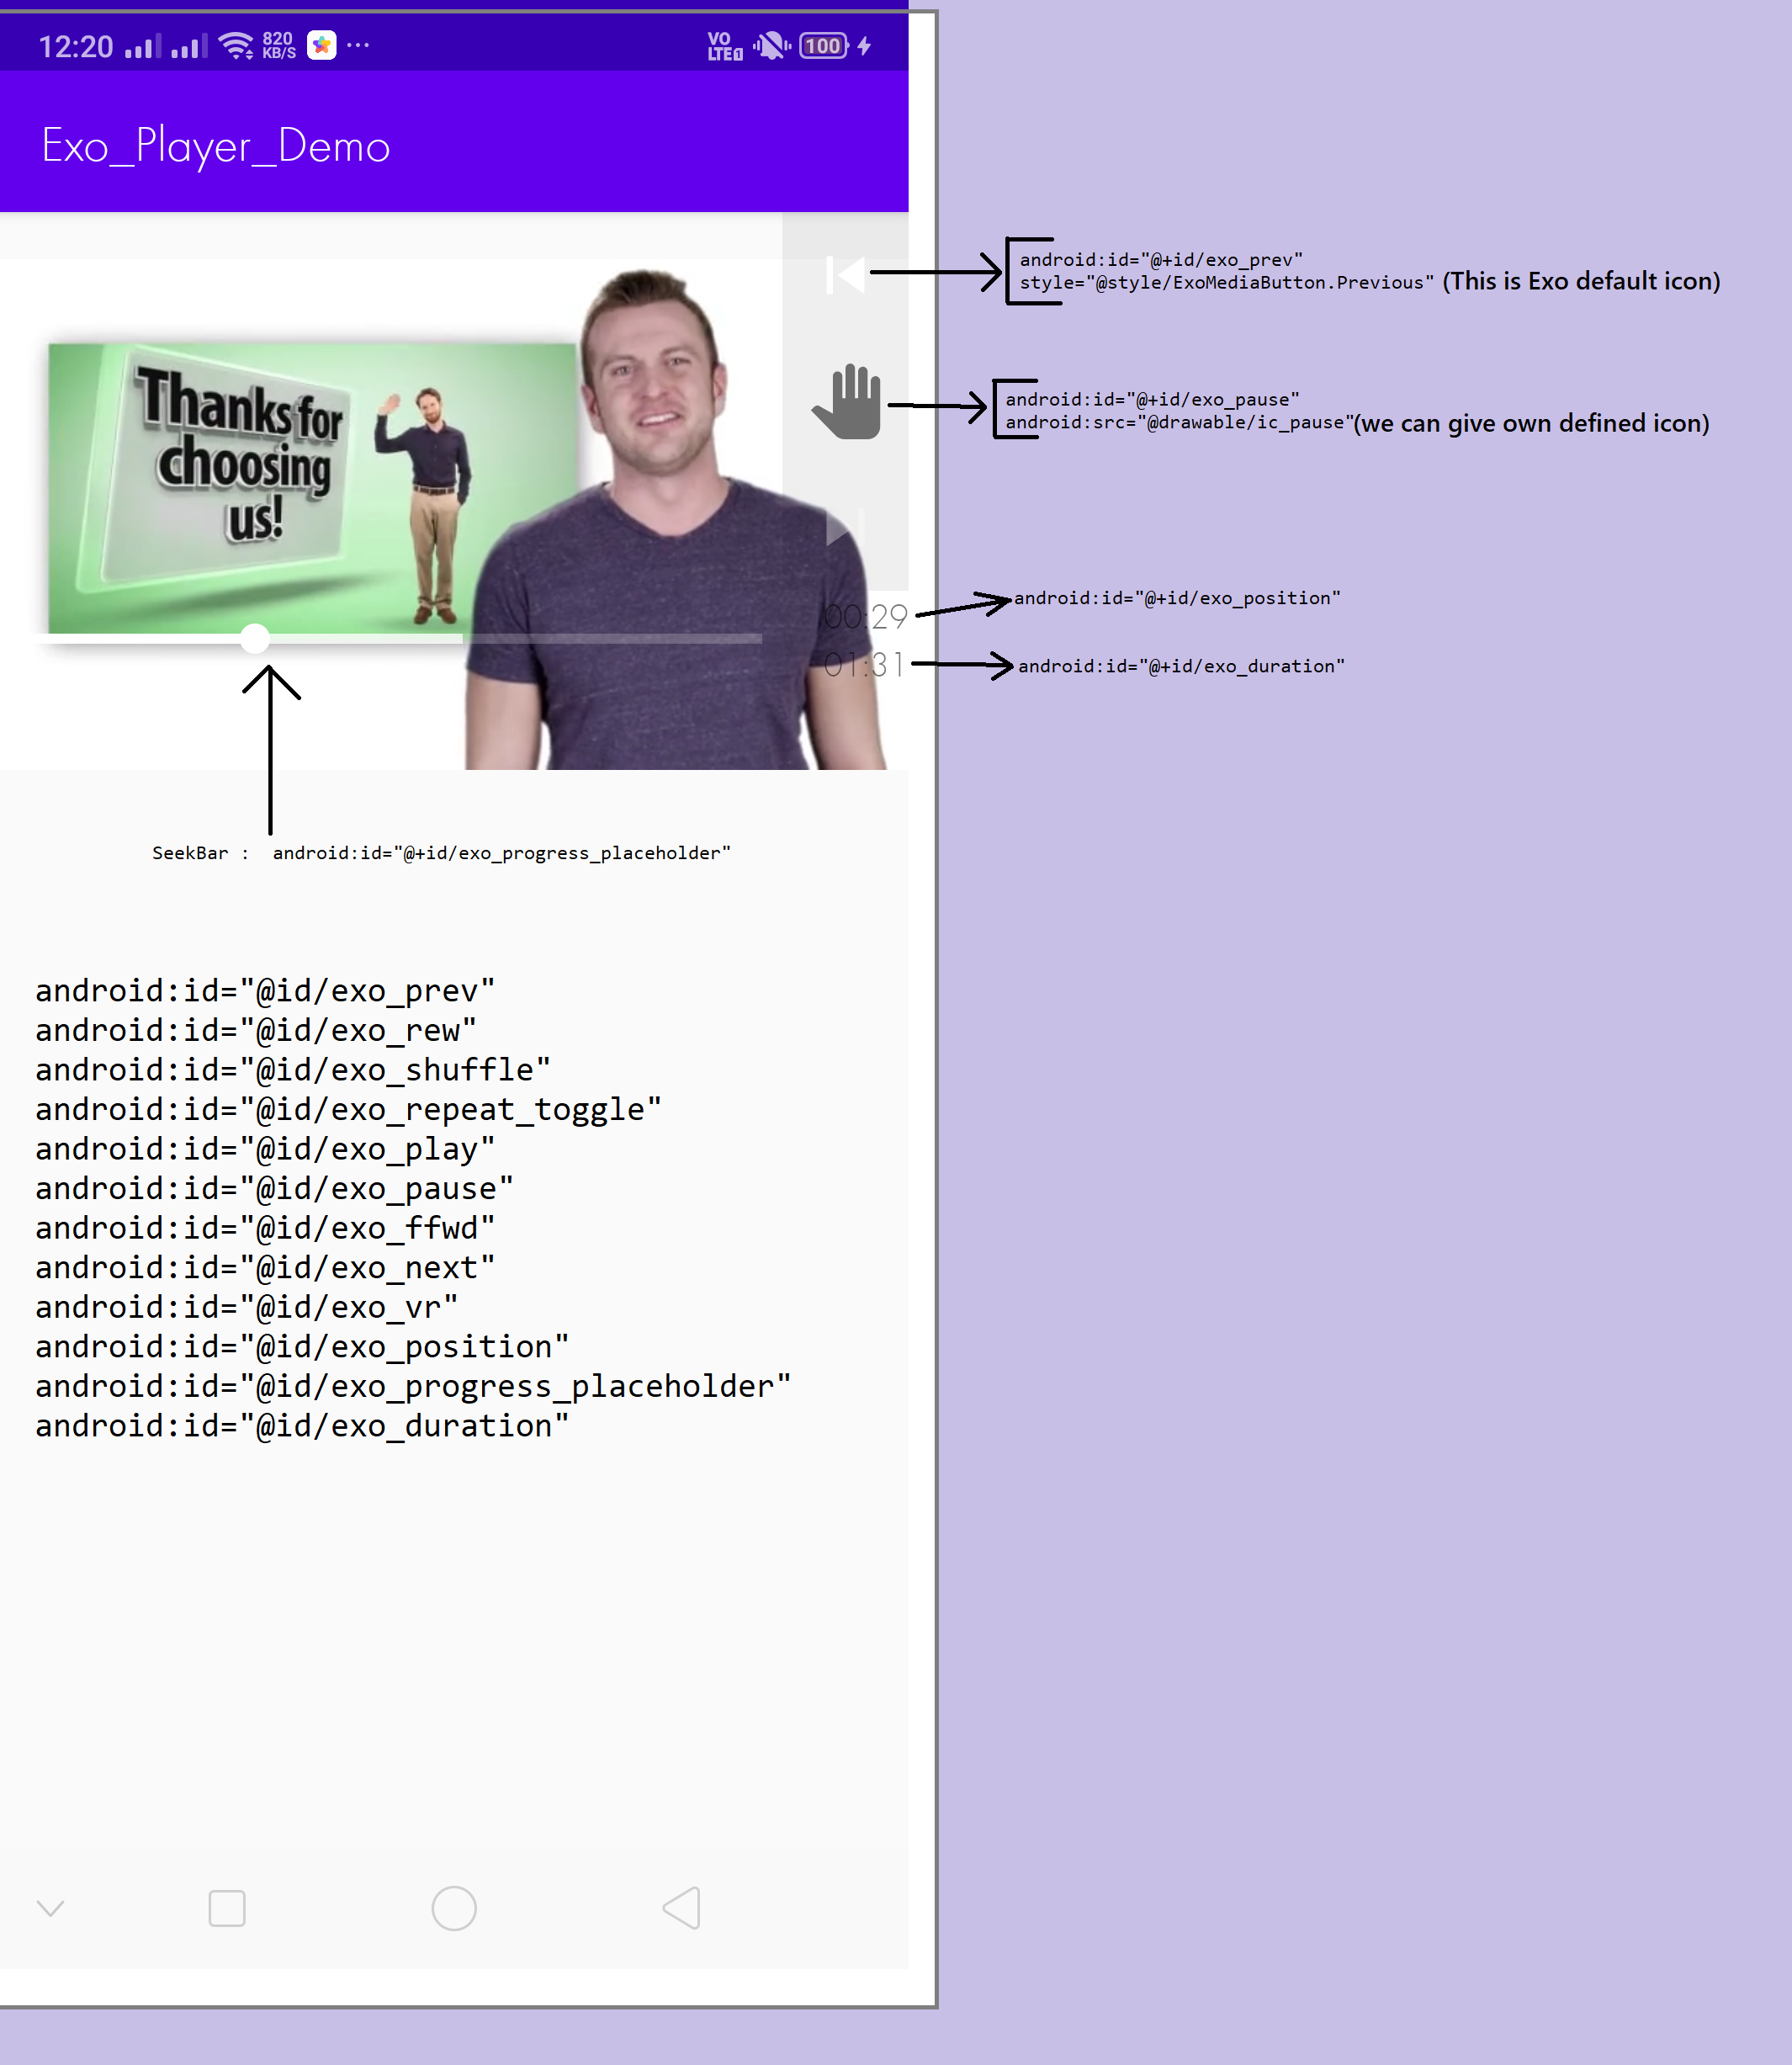 12:20
820
KB/S
VO
LTE1
100
Exo_Player_Demo
android:id="@+id/exo_prev"
style="@style/ExoMediaButton.Previous" (This is Exo default icon)
Thanks for
choosing
us!
android:id="@+id/exo_pause"
android:src="@drawable/ic_pause"(we can give own defined icon)
00:29
android:id="@+id/exo_position"
01:31
android:id="@+id/exo_duration"
SeekBar :  android:id="@+id/exo_progress_placeholder"
android:id="@id/exo_prev"
android:id="@id/exo_rew"
android:id="@id/exo_shuffle"
android:id="@id/exo_repeat_toggle"
android:id="@id/exo_play"
android:id="@id/exo_pause"
android:id="@id/exo_ffwd"
android:id="@id/exo_next"
android:id="@id/exo_vr"
android:id="@id/exo_position"
android:id="@id/exo_progress_placeholder"
android:id="@id/exo_duration"